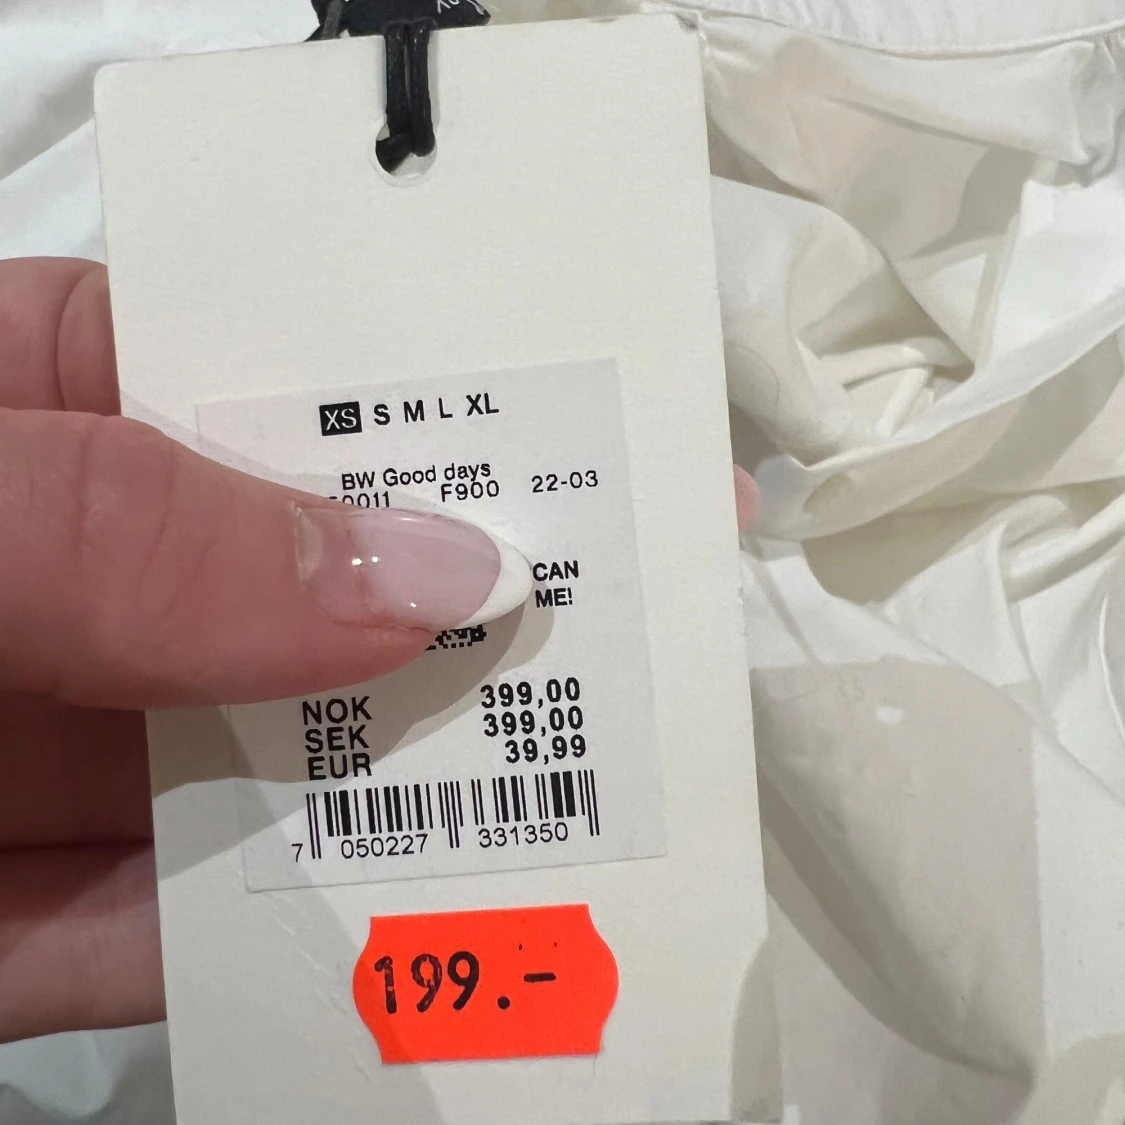 XS S M L XL
BW Good days
0011 F900 22-03
CAN
ME!
NOK 399,00
SEK 399,00
EUR 39,99
7 050227 331350
199.-